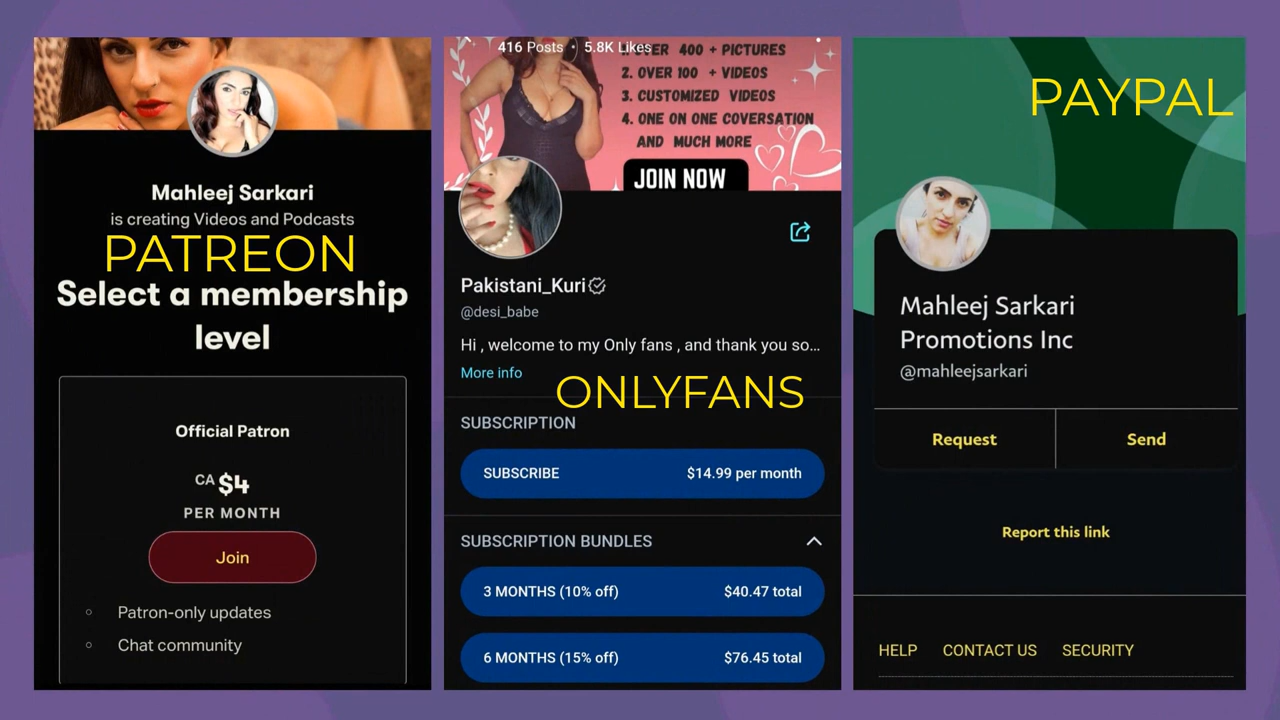 Mahleej Sarkari
is creating Videos and Podcasts
PATREON
Select a membership
level
Official Patron
CA $4
PER MONTH
Join
Patron-only updates
Chat community
416 Posts • 5.8K Likes
1. OVER 400 + PICTURES
2. OVER 100 + VIDEOS
3. CUSTOMIZED VIDEOS
4. ONE ON ONE COVERSATION
AND MUCH MORE
JOIN NOW
Pakistani_Kuri
@desi_babe
Hi , welcome to my Only fans , and thank you so...
More info
ONLYFANS
SUBSCRIPTION
SUBSCRIBE $14.99 per month
SUBSCRIPTION BUNDLES
3 MONTHS (10% off) $40.47 total
6 MONTHS (15% off) $76.45 total
PAYPAL
Mahleej Sarkari
Promotions Inc
@mahleejsarkari
Request Send
Report this link
HELP CONTACT US SECURITY